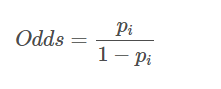 Odds = p_i / (1 − p_i)